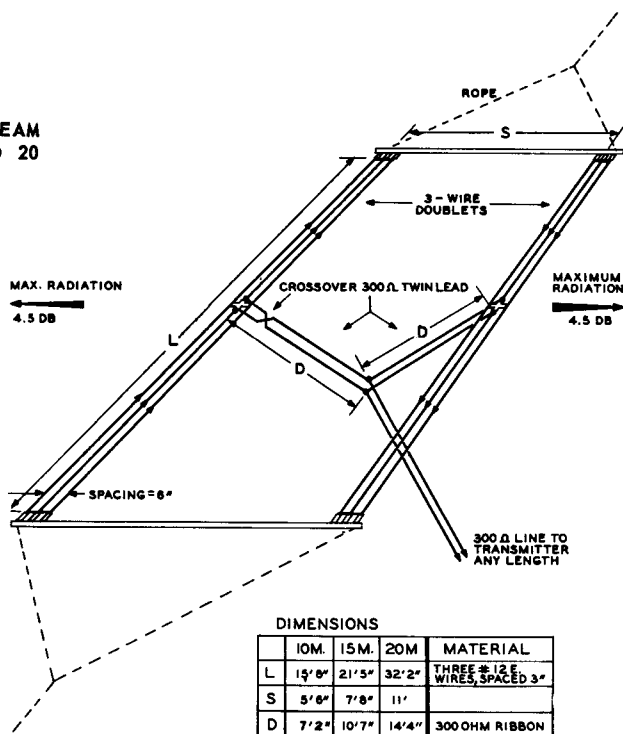 EAM
20
ROPE
S
3-WIRE
DOUBLETS
MAX. RADIATION
4.5 DB
CROSSOVER 300Ω TWIN LEAD
MAXIMUM
RADIATION
4.5 DB
L
D
D
SPACING=6"
300Ω LINE TO
TRANSMITTER
ANY LENGTH
DIMENSIONS
10M. 15M. 20M MATERIAL
L 15'8" 21'5" 32'2" THREE #12 E. WIRES, SPACED 3"
S 5'6" 7'8" 11'
D 7'2" 10'7" 14'4" 300 OHM RIBBON